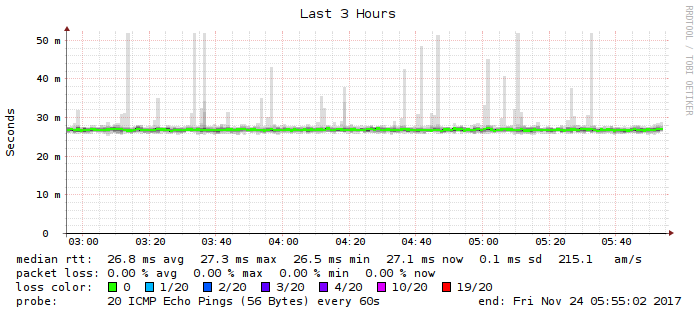 Last 3 Hours
RRDTOOL / TOBI OETIKER
Seconds
50 m
40 m
30 m
20 m
10 m
0
03:00 03:20 03:40 04:00 04:20 04:40 05:00 05:20 05:40
median rtt: 26.8 ms avg 27.3 ms max 26.5 ms min 27.1 ms now 0.1 ms sd 215.1 am/s
packet loss: 0.00 % avg 0.00 % max 0.00 % min 0.00 % now
loss color: 0 1/20 2/20 3/20 4/20 10/20 19/20
probe: 20 ICMP Echo Pings (56 Bytes) every 60s end: Fri Nov 24 05:55:02 2017